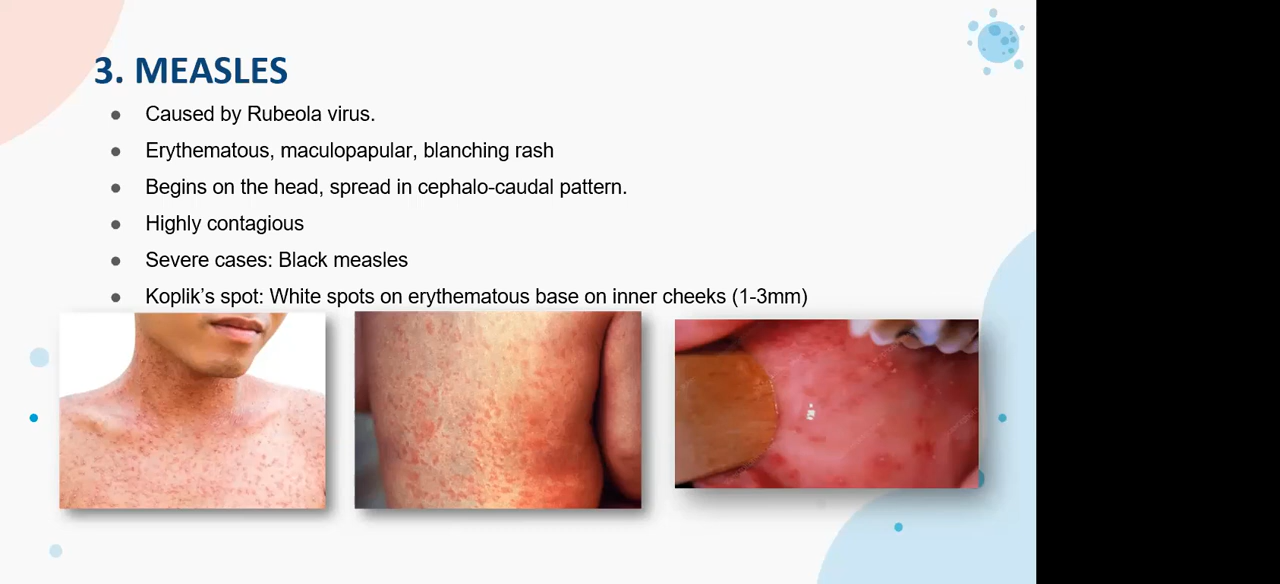 3. MEASLES
● Caused by Rubeola virus.
● Erythematous, maculopapular, blanching rash
● Begins on the head, spread in cephalo-caudal pattern.
● Highly contagious
● Severe cases: Black measles
● Koplik’s spot: White spots on erythematous base on inner cheeks (1-3mm)